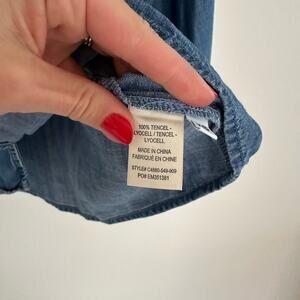 100% TENCEL -
LYOCELL / TENCEL -
LYOCELL
MADE IN CHINA
FABRIQUÉ EN CHINE
STYLE# C4880-549-909
PO# EM351381